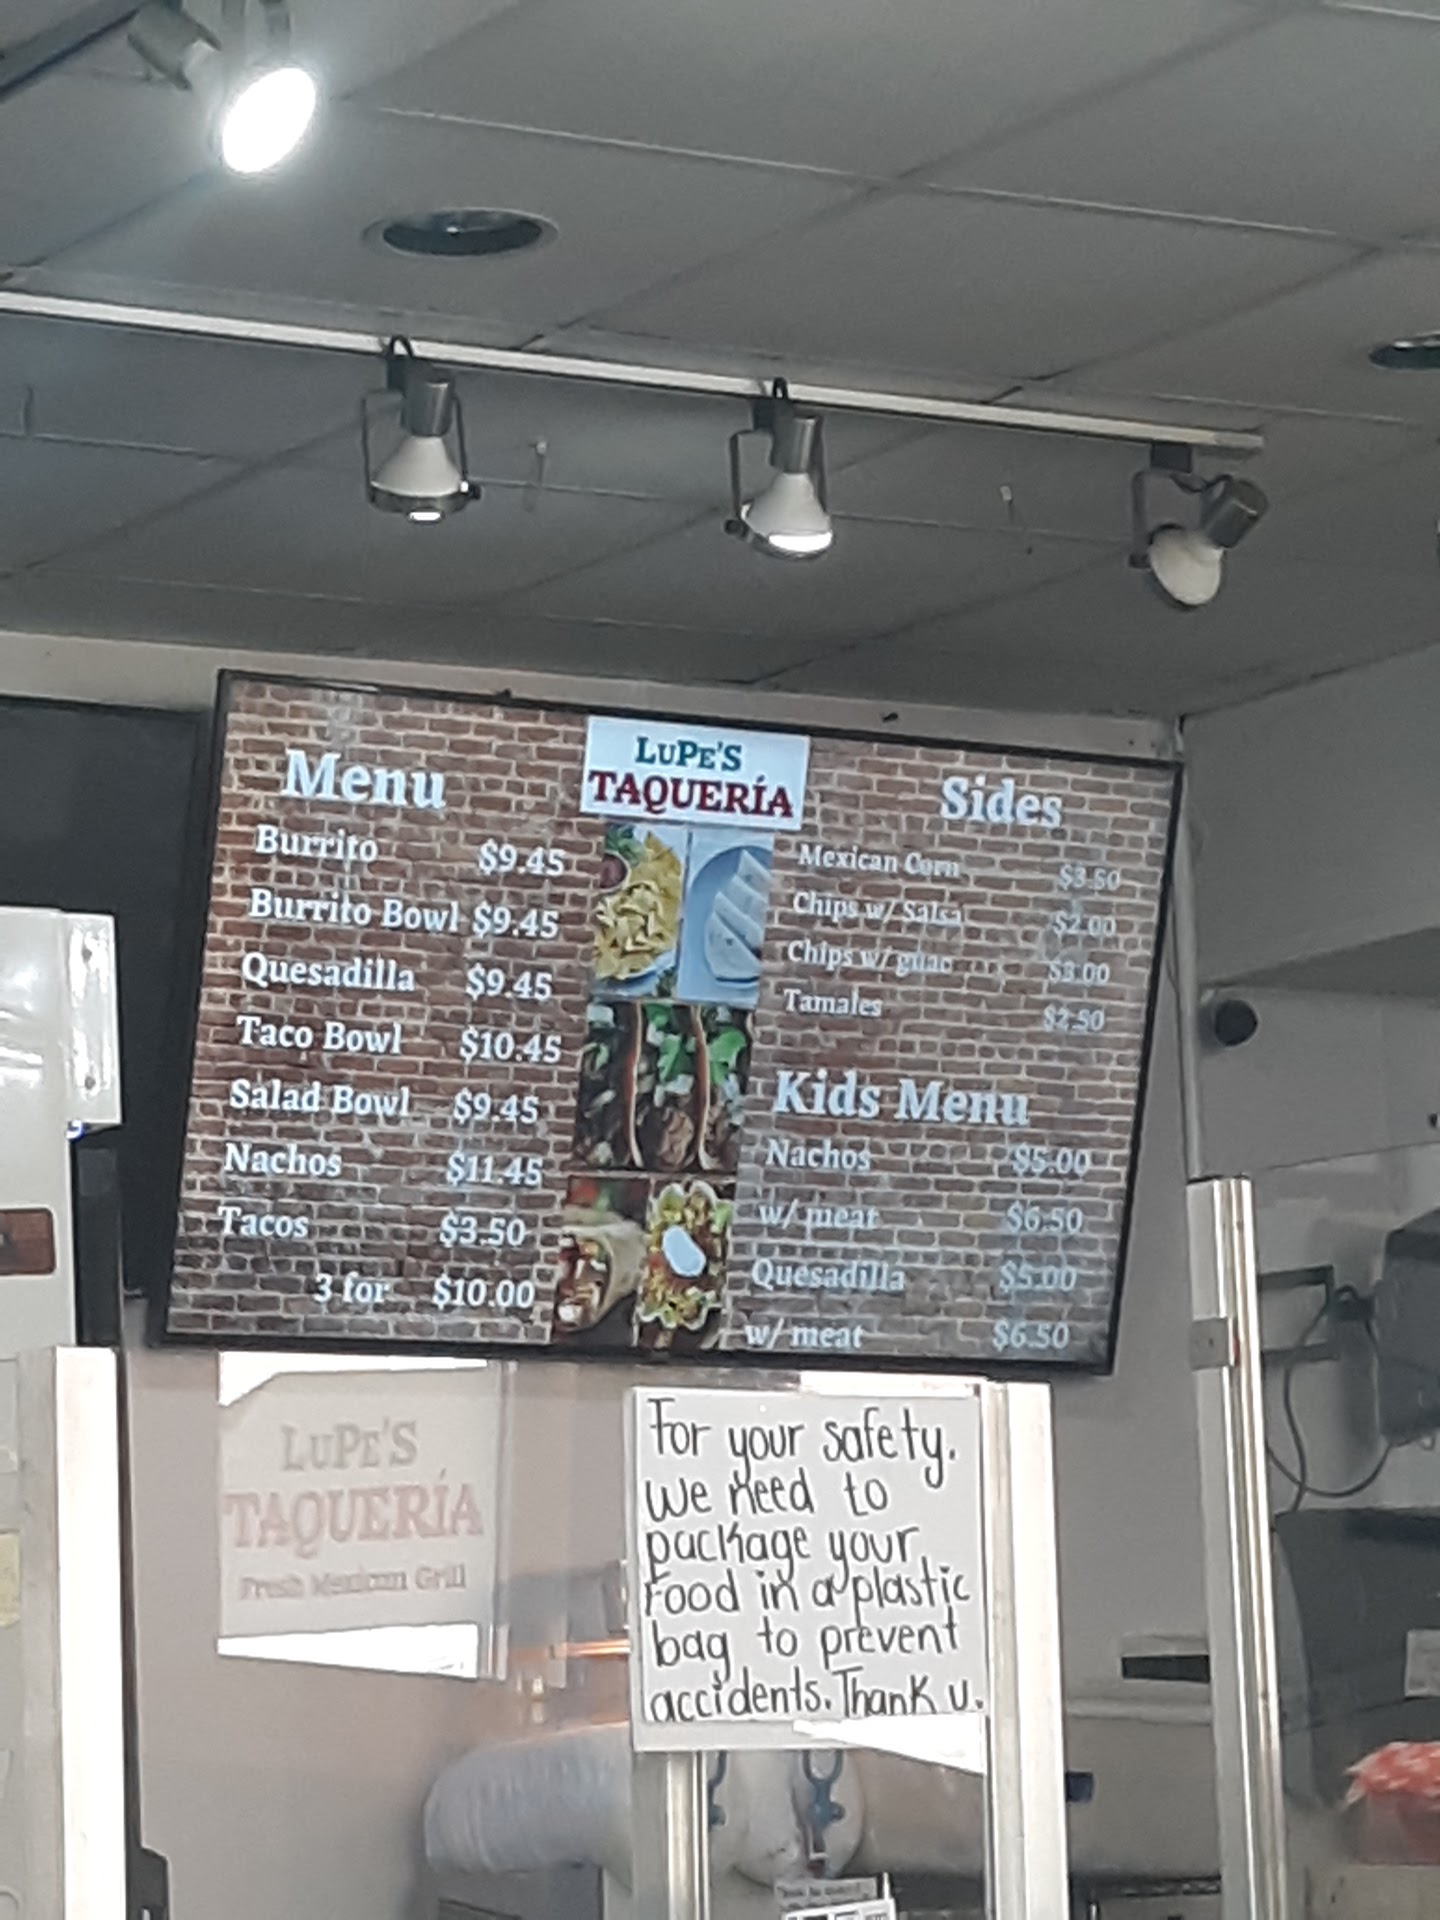 LUPE'S
TAQUERÍA
Menu
Burrito $9.45
Burrito Bowl $9.45
Quesadilla $9.45
Taco Bowl $10.45
Salad Bowl $9.45
Nachos $11.45
Tacos $3.50
3 for $10.00
Sides
Mexican Corn $3.50
Chips w/ Salsa $2.00
Chips w/ guac $3.00
Tamales $2.50
Kids Menu
Nachos $5.00
w/ meat $6.50
Quesadilla $5.00
w/ meat $6.50
LUPE'S
TAQUERÍA
Fresh Mexican Grill
For your safety.
We need to
package your
Food in a plastic
bag to prevent
accidents. Thank U.